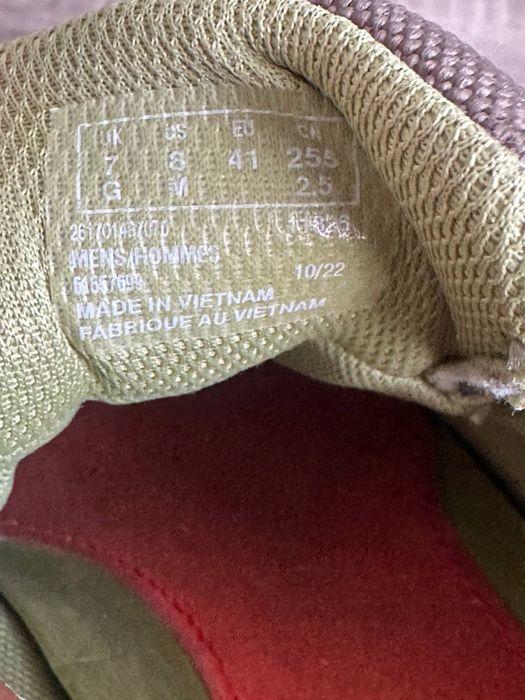 UK US EU CN
7 8 41 255
G M 2.5
MENS/HOMMES
10/22
MADE IN VIETNAM
FABRIQUE AU VIETNAM